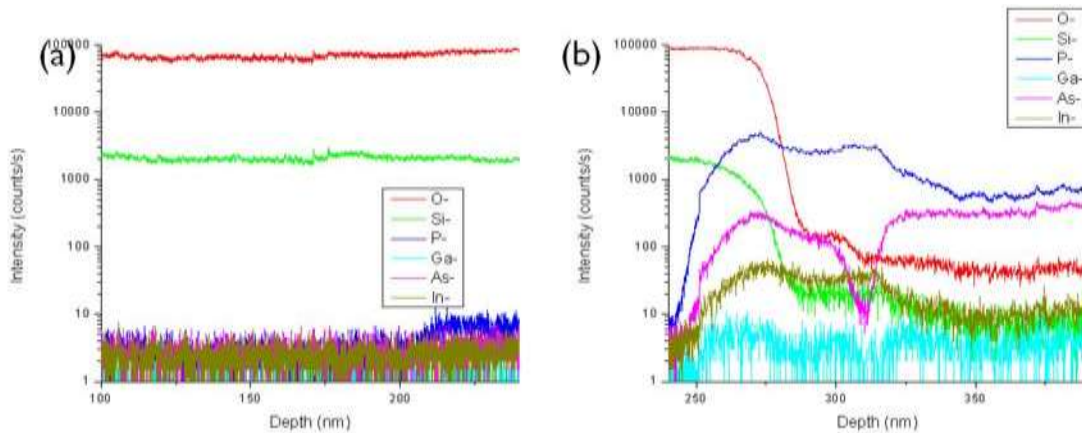 (a)
100000
10000
1000
100
10
1
Intensity (counts/s)
100
150
200
Depth (nm)
O-
Si-
P-
Ga-
As-
In-
(b)
100000
10000
1000
100
10
1
Intensity (counts/s)
250
300
350
Depth (nm)
O-
Si-
P-
Ga-
As-
In-